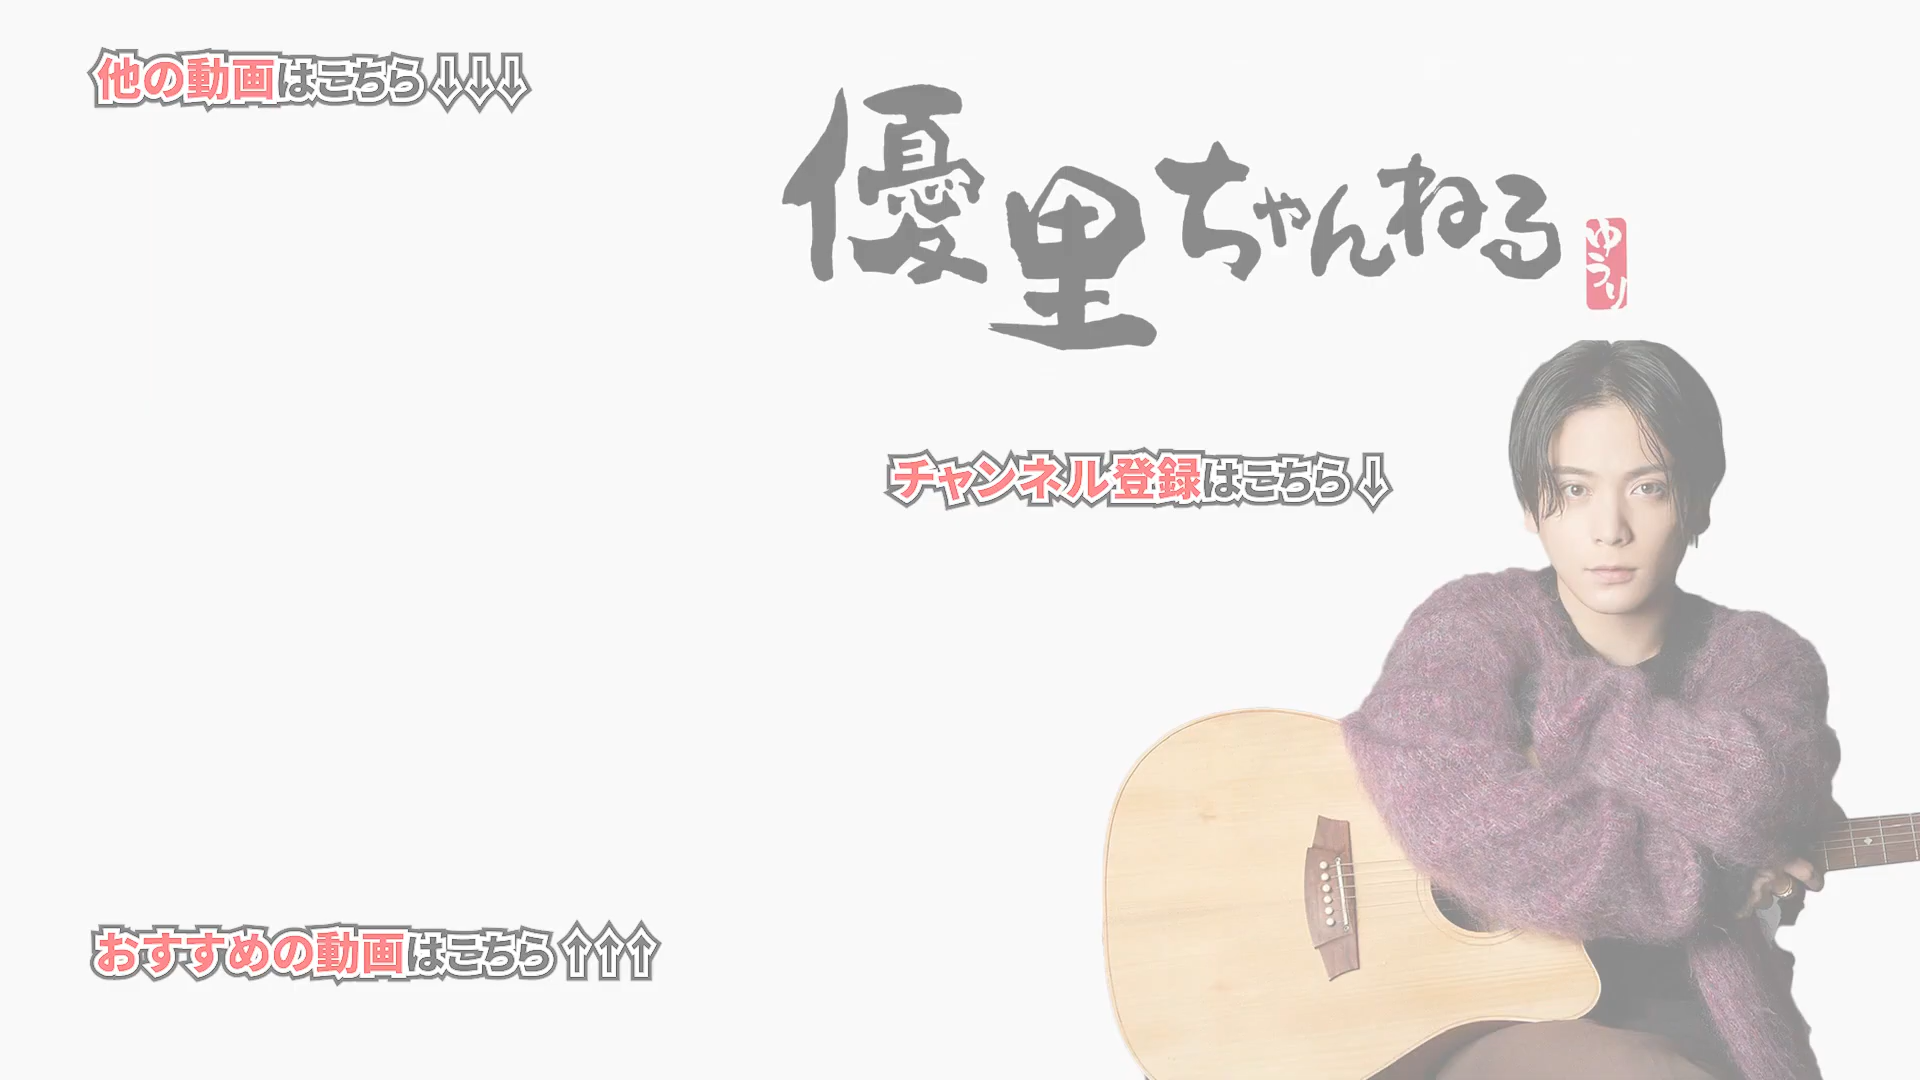 他の動画はこちら↓↓↓
優里ちゃんねる
ゆうり
チャンネル登録はこちら↓
おすすめの動画はこちら↑↑↑